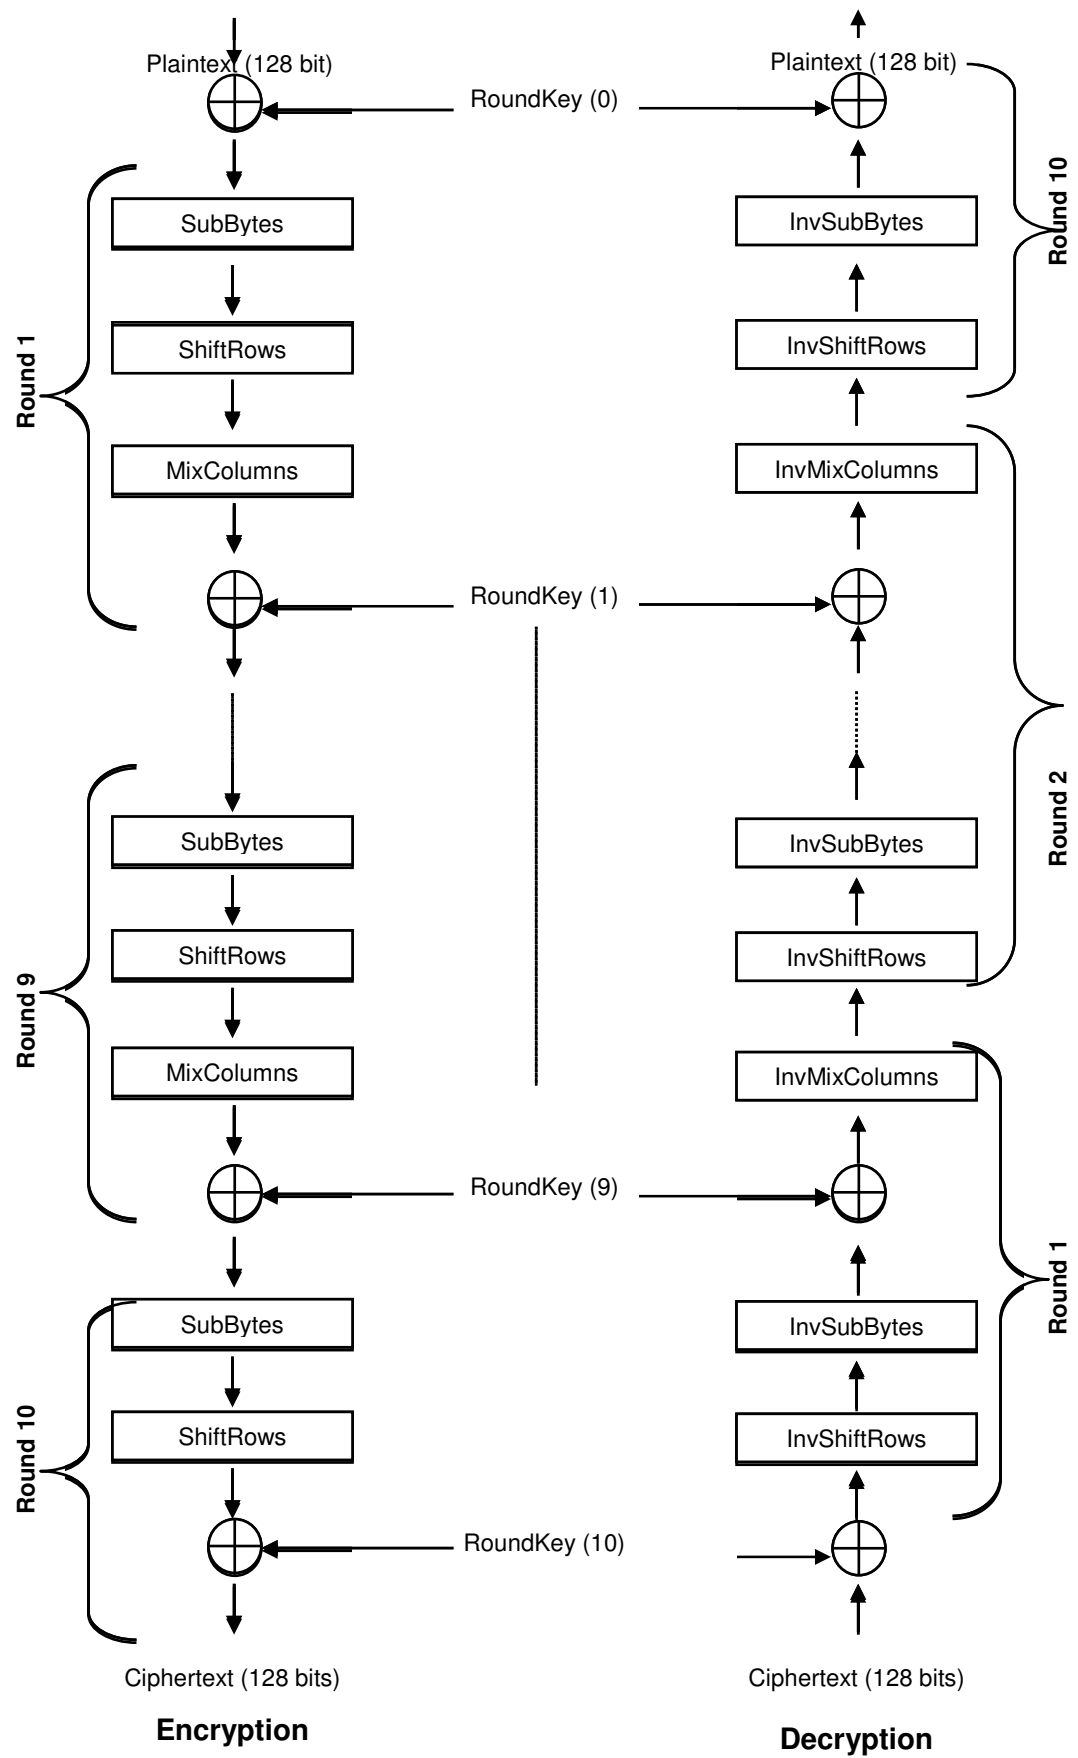 Plaintext (128 bit)
RoundKey (0)
SubBytes
ShiftRows
MixColumns
Round 1
RoundKey (1)
SubBytes
ShiftRows
MixColumns
Round 9
RoundKey (9)
SubBytes
ShiftRows
Round 10
RoundKey (10)
Ciphertext (128 bits)
Encryption
Plaintext (128 bit)
InvSubBytes
InvShiftRows
Round 10
InvMixColumns
InvSubBytes
InvShiftRows
Round 2
InvMixColumns
InvSubBytes
InvShiftRows
Round 1
Ciphertext (128 bits)
Decryption